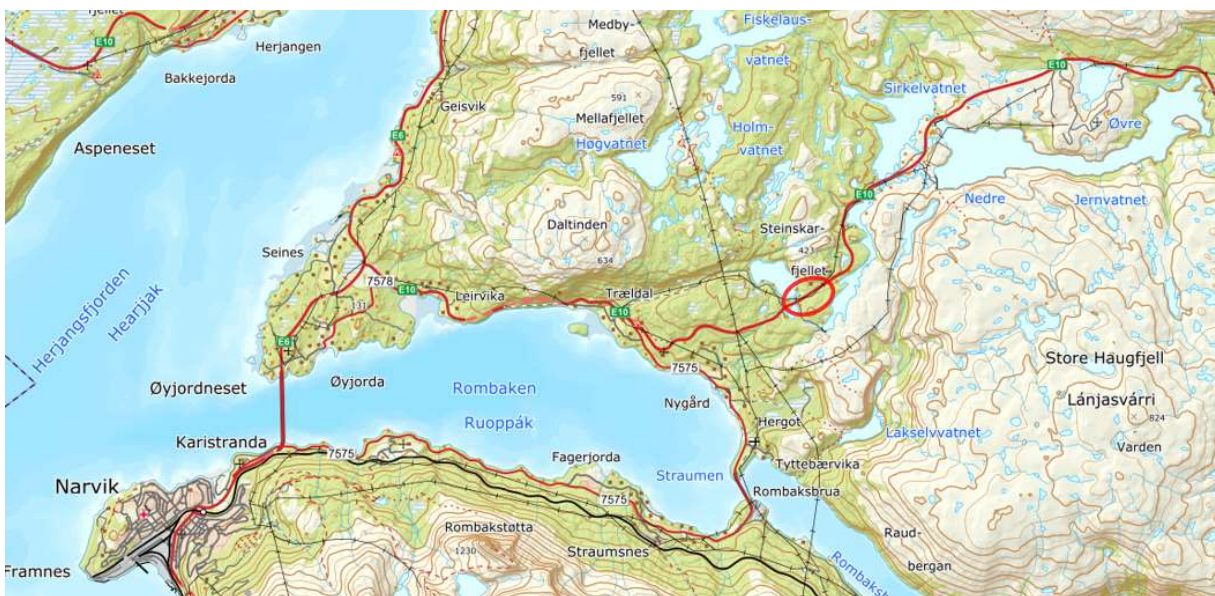 fjellet
E10
Herjangen
Bakkejorda
Medby-
fjellet
Fiskelaus-
vatnet
E10
Sirkelvatnet
Geisvik
591
Mellafjellet
Høgvatnet
Holm-
vatnet
Øvre
E6
Aspeneset
E10
Nedre
Jernvatnet
Daltinden
Steinskar-
421
fjellet
Seines
634
7578
E10
Leirvika
Trældal
E10
131
Herjangsfjorden
Hearjjak
E6
Store Haugfjell
Øyjordneset
Øyjorda
Rombaken
Ruoppák
7575
Nygård
Lánjasvárri
824
Hergot
Lakselvvatnet
Varden
Karistranda
7575
Fagerjorda
Straumen
Tyttebærvika
Narvik
7575
Rombaksbrua
Rombakstøtta
1230
Straumsnes
Raud-
bergan
Framnes